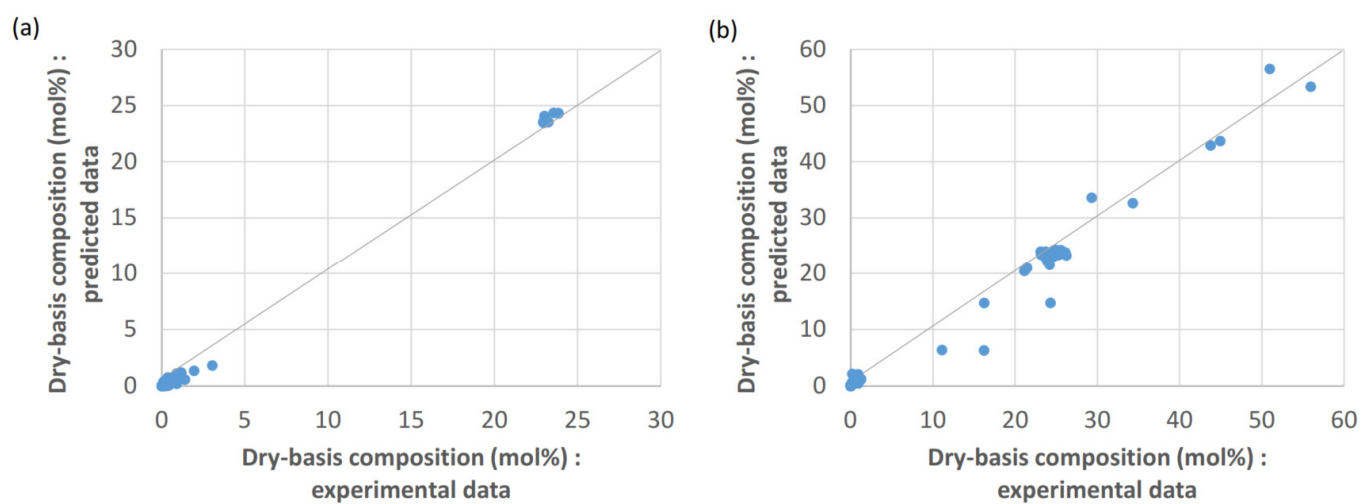 (a)
Dry-basis composition (mol%) :
predicted data
30
25
20
15
10
5
0
0 5 10 15 20 25 30
Dry-basis composition (mol%) :
experimental data
(b)
Dry-basis composition (mol%) :
predicted data
60
50
40
30
20
10
0
0 10 20 30 40 50 60
Dry-basis composition (mol%) :
experimental data